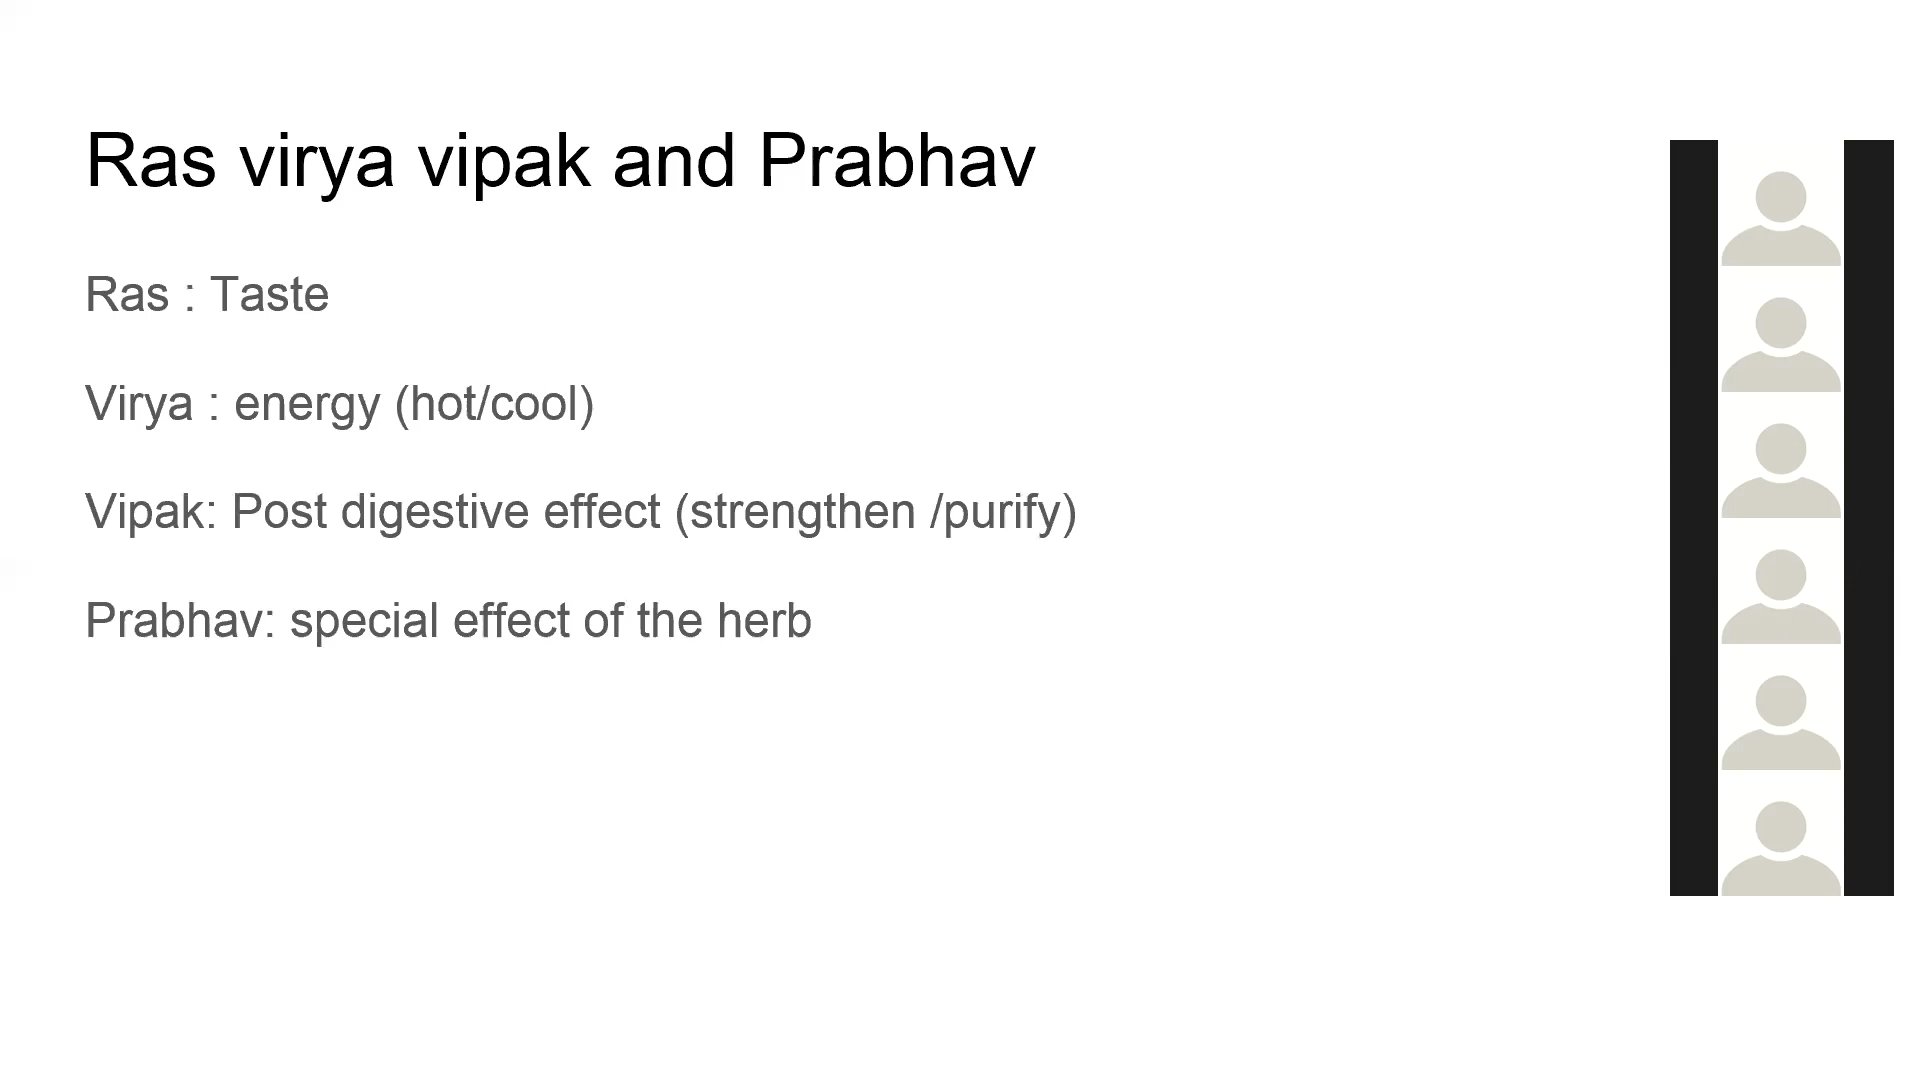 Ras virya vipak and Prabhav
Ras : Taste
Virya : energy (hot/cool)
Vipak: Post digestive effect (strengthen /purify)
Prabhav: special effect of the herb